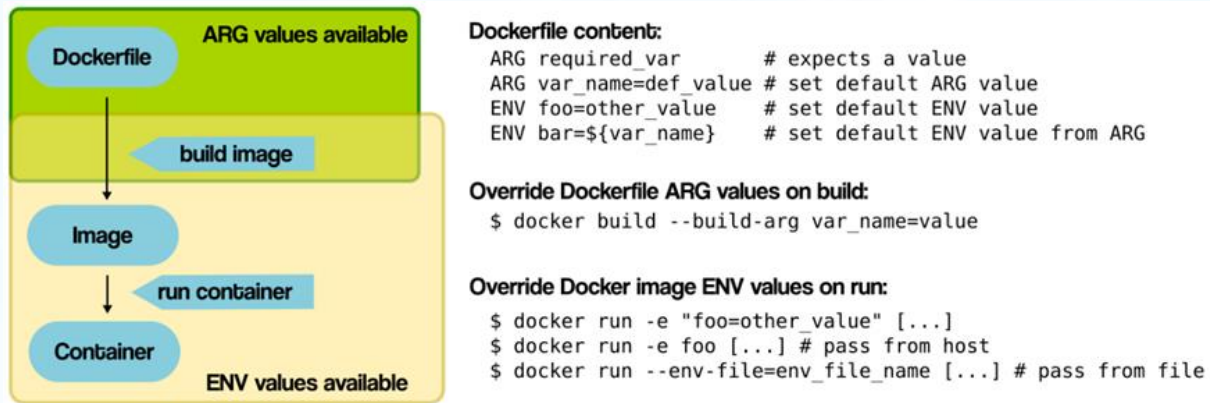 ARG values available
Dockerfile
build image
Image
run container
Container
ENV values available
Dockerfile content:
ARG required_var # expects a value
ARG var_name=def_value # set default ARG value
ENV foo=other_value # set default ENV value
ENV bar=${var_name} # set default ENV value from ARG
Override Dockerfile ARG values on build:
$ docker build --build-arg var_name=value
Override Docker image ENV values on run:
$ docker run -e "foo=other_value" [...]
$ docker run -e foo [...] # pass from host
$ docker run --env-file=env_file_name [...] # pass from file